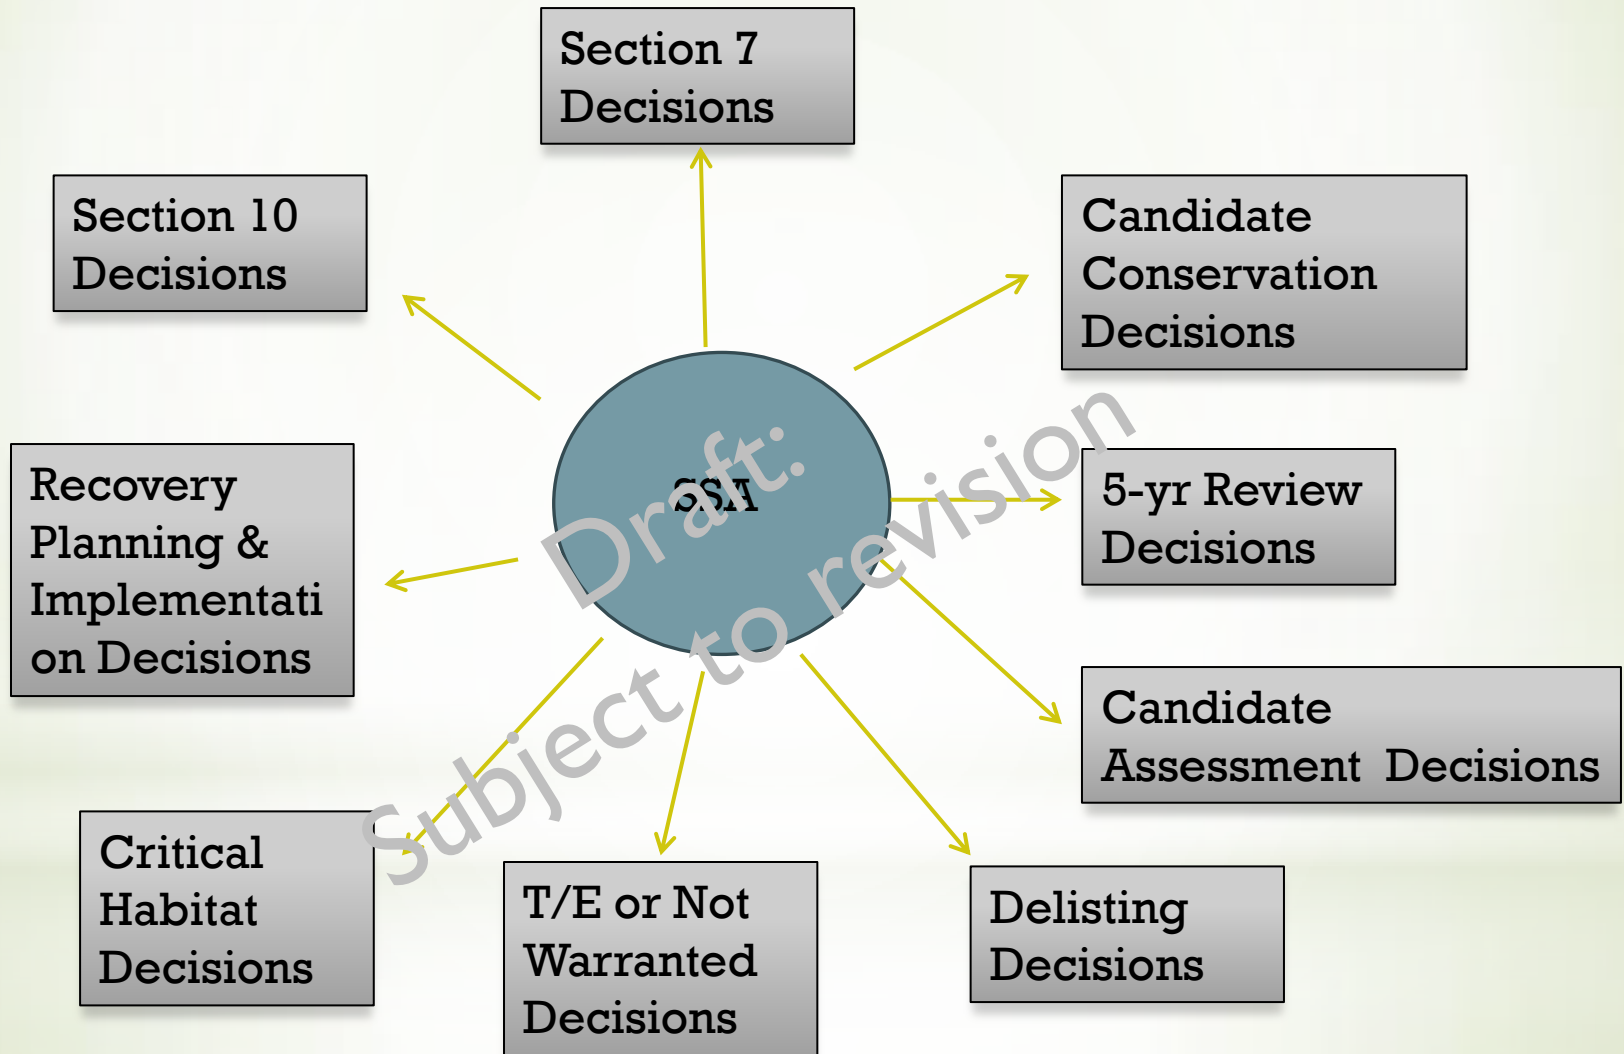 Section 7
Decisions
Section 10
Decisions
Candidate
Conservation
Decisions
Recovery
Planning &
Implementati
on Decisions
SSA
5-yr Review
Decisions
Candidate
Assessment Decisions
Critical
Habitat
Decisions
T/E or Not
Warranted
Decisions
Delisting
Decisions
Draft:
Subject to revision